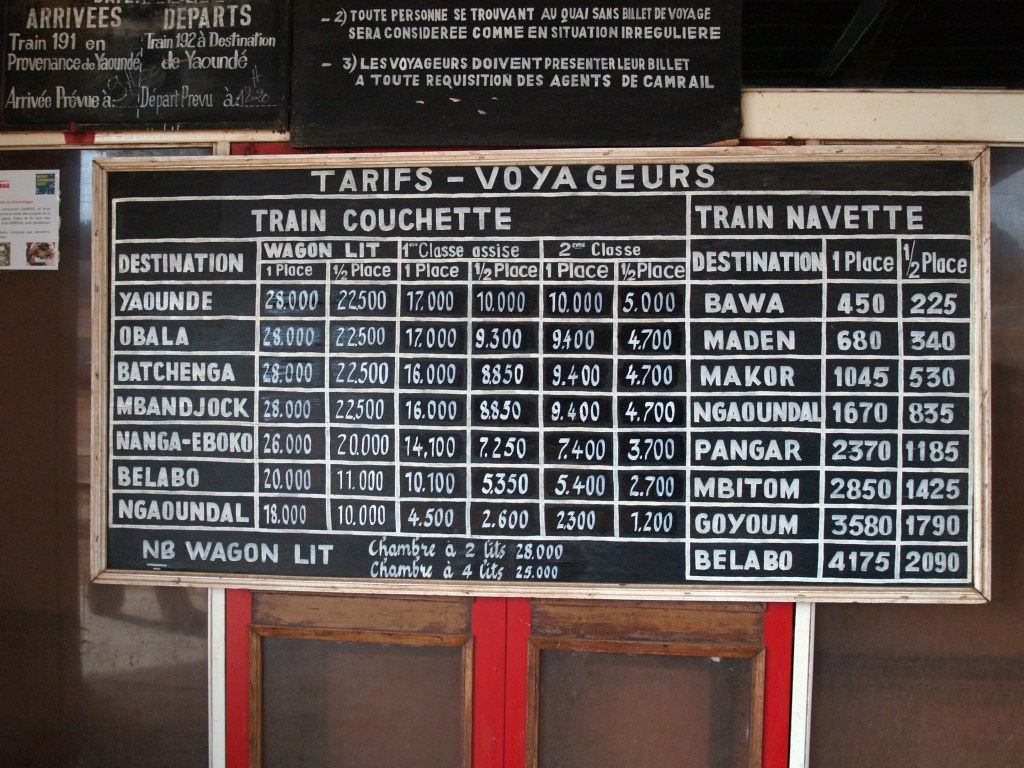 ARRIVÉES DÉPARTS
Train 191 en Train 192 à Destination
Provenance de Yaoundé de Yaoundé
Arrivée Prévue à: Départ Prevu à:
- 2) TOUTE PERSONNE SE TROUVANT AU QUAI SANS BILLET DE VOYAGE
SERA CONSIDEREE COMME EN SITUATION IRREGULIERE
- 3) LES VOYAGEURS DOIVENT PRESENTER LEUR BILLET
A TOUTE REQUISITION DES AGENTS DE CAMRAIL
TARIFS - VOYAGEURS
TRAIN COUCHETTE TRAIN NAVETTE
WAGON LIT 1ère Classe assise 2ème Classe
DESTINATION 1 Place 1/2 Place 1 Place 1/2 Place 1 Place 1/2 Place DESTINATION 1 Place 1/2 Place
YAOUNDE 28.000 22,500 17.000 10.000 10.000 5.000 BAWA 450 225
OBALA 28.000 22,500 17.000 9.300 9.400 4.700 MADEN 680 340
BATCHENGA 28.000 22,500 16.000 8.850 9.400 4.700 MAKOR 1045 530
MBANDJOCK 28.000 22,500 16.000 8.850 9.400 4.700 NGAOUNDAL 1670 835
NANGA-EBOKO 26.000 20.000 14,100 7.250 7.400 3.700 PANGAR 2370 1185
BELABO 20.000 11.000 10.100 5.350 5.400 2.700 MBITOM 2850 1425
NGAOUNDAL 18.000 10.000 4.500 2.600 2300 1.200 GOYOUM 3580 1790
BELABO 4175 2090
NB WAGON LIT Chambre à 2 lits 28.000
Chambre à 4 lits 25.000